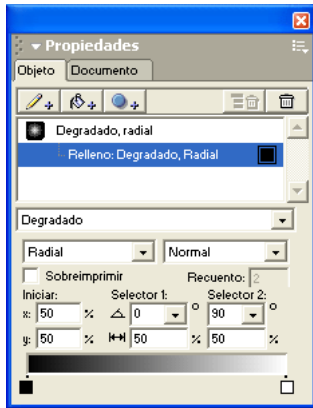 Propiedades
Objeto Documento
Degradado, radial
Relleno: Degradado, Radial
Degradado
Radial Normal
Sobreimprimir Recuento: 2
Iniciar: Selector 1: Selector 2:
x: 50 % 0 ° 90 °
y: 50 % 50 % 50 %